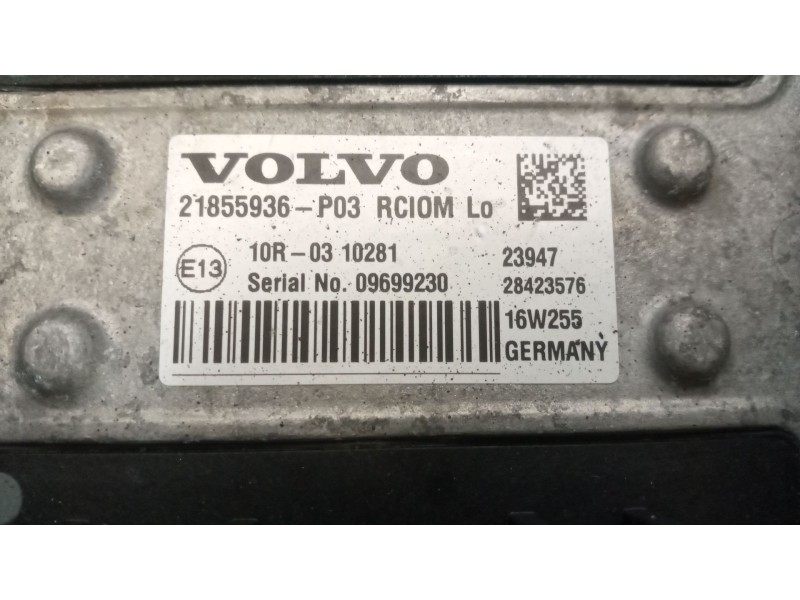 VOLVO
21855936-P03 RCIOM Lo
E13
10R-03 10281
23947
Serial No. 09699230
28423576
16W255
GERMANY